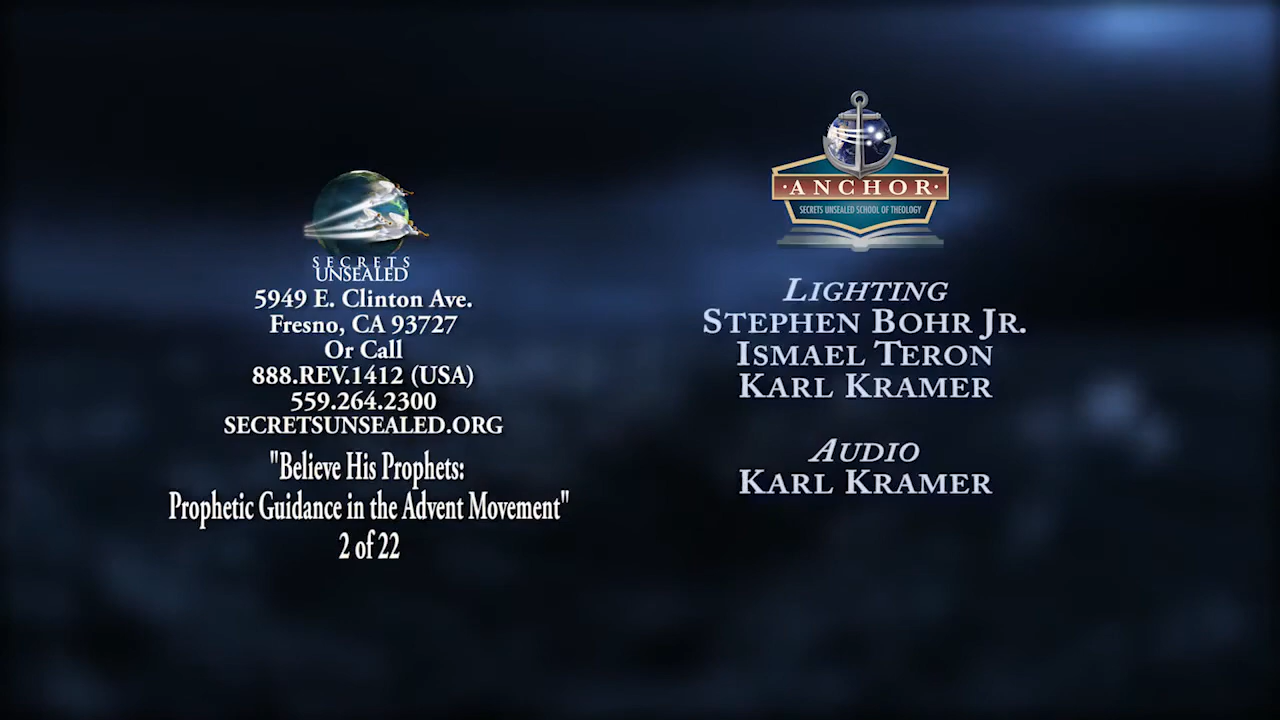 SECRETS
UNSEALED
5949 E. Clinton Ave.
Fresno, CA 93727
Or Call
888.REV.1412 (USA)
559.264.2300
SECRETSUNSEALED.ORG
"Believe His Prophets:
Prophetic Guidance in the Advent Movement"
2 of 22
·ANCHOR·
SECRETS UNSEALED SCHOOL OF THEOLOGY
LIGHTING
STEPHEN BOHR JR.
ISMAEL TERON
KARL KRAMER
AUDIO
KARL KRAMER